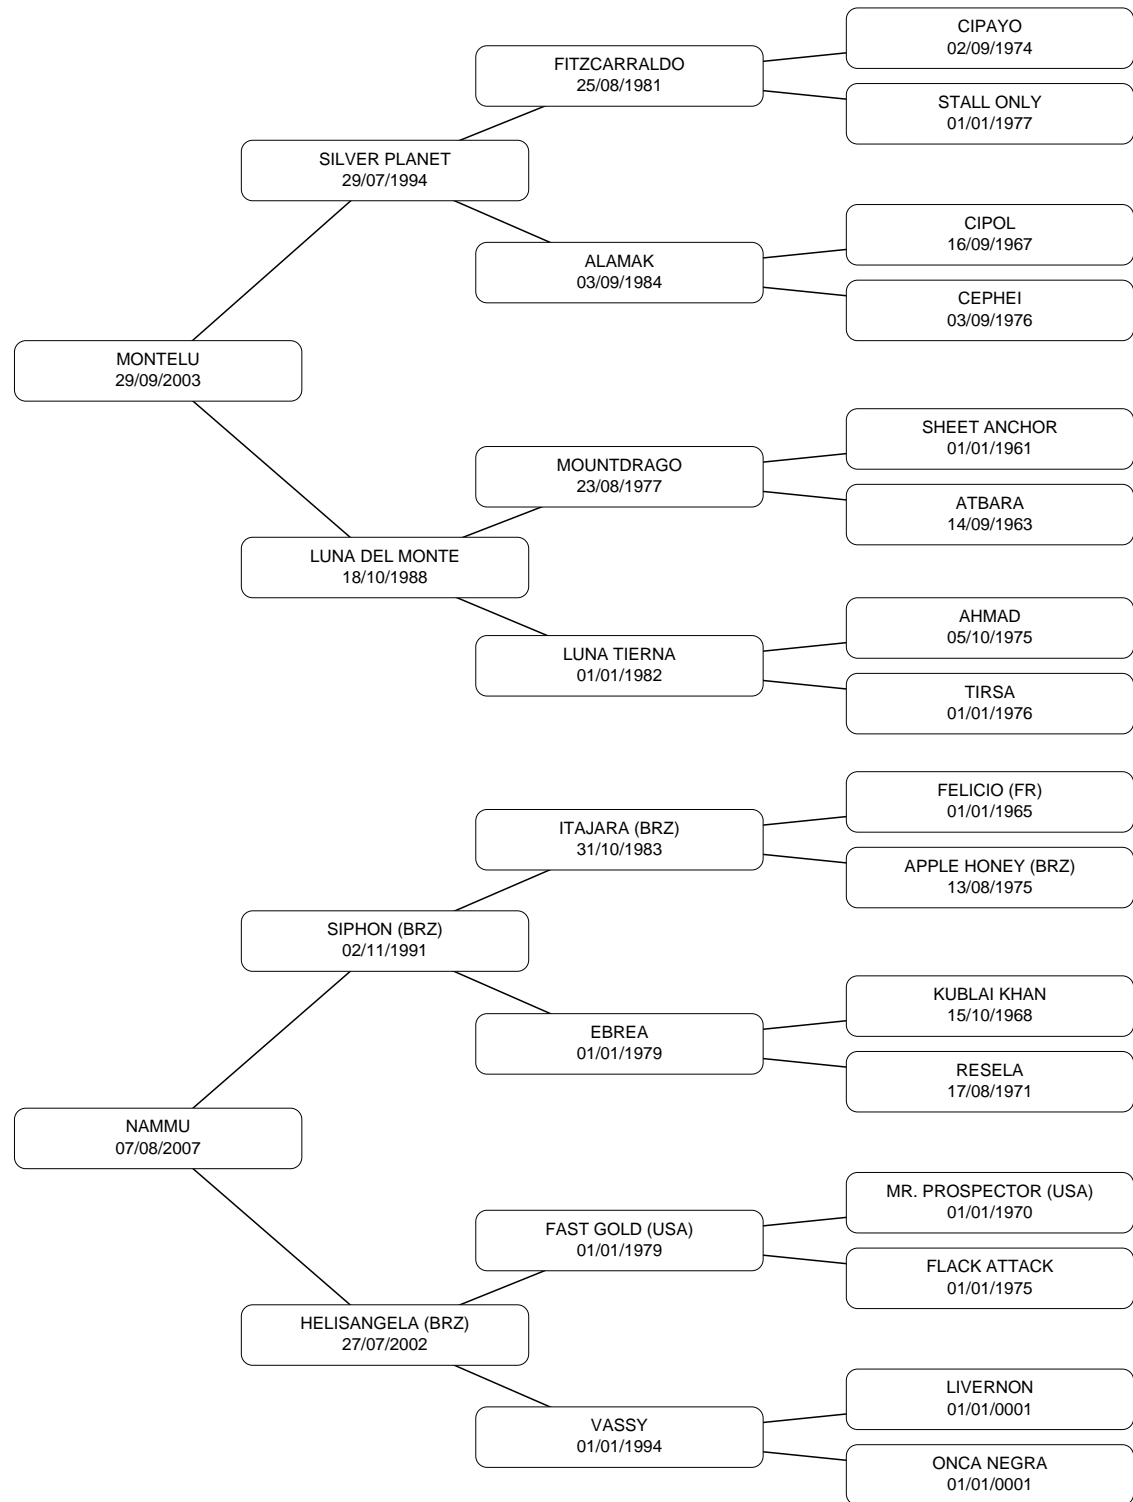 CIPAYO
02/09/1974
FITZCARRALDO
25/08/1981
STALL ONLY
01/01/1977
SILVER PLANET
29/07/1994
CIPOL
16/09/1967
ALAMAK
03/09/1984
CEPHEI
03/09/1976
MONTELU
29/09/2003
SHEET ANCHOR
01/01/1961
MOUNTDRAGO
23/08/1977
ATBARA
14/09/1963
LUNA DEL MONTE
18/10/1988
AHMAD
05/10/1975
LUNA TIERNA
01/01/1982
TIRSA
01/01/1976
FELICIO (FR)
01/01/1965
ITAJARA (BRZ)
31/10/1983
APPLE HONEY (BRZ)
13/08/1975
SIPHON (BRZ)
02/11/1991
KUBLAI KHAN
15/10/1968
EBREA
01/01/1979
RESELA
17/08/1971
NAMMU
07/08/2007
MR. PROSPECTOR (USA)
01/01/1970
FAST GOLD (USA)
01/01/1979
FLACK ATTACK
01/01/1975
HELISANGELA (BRZ)
27/07/2002
LIVERNON
01/01/0001
VASSY
01/01/1994
ONCA NEGRA
01/01/0001